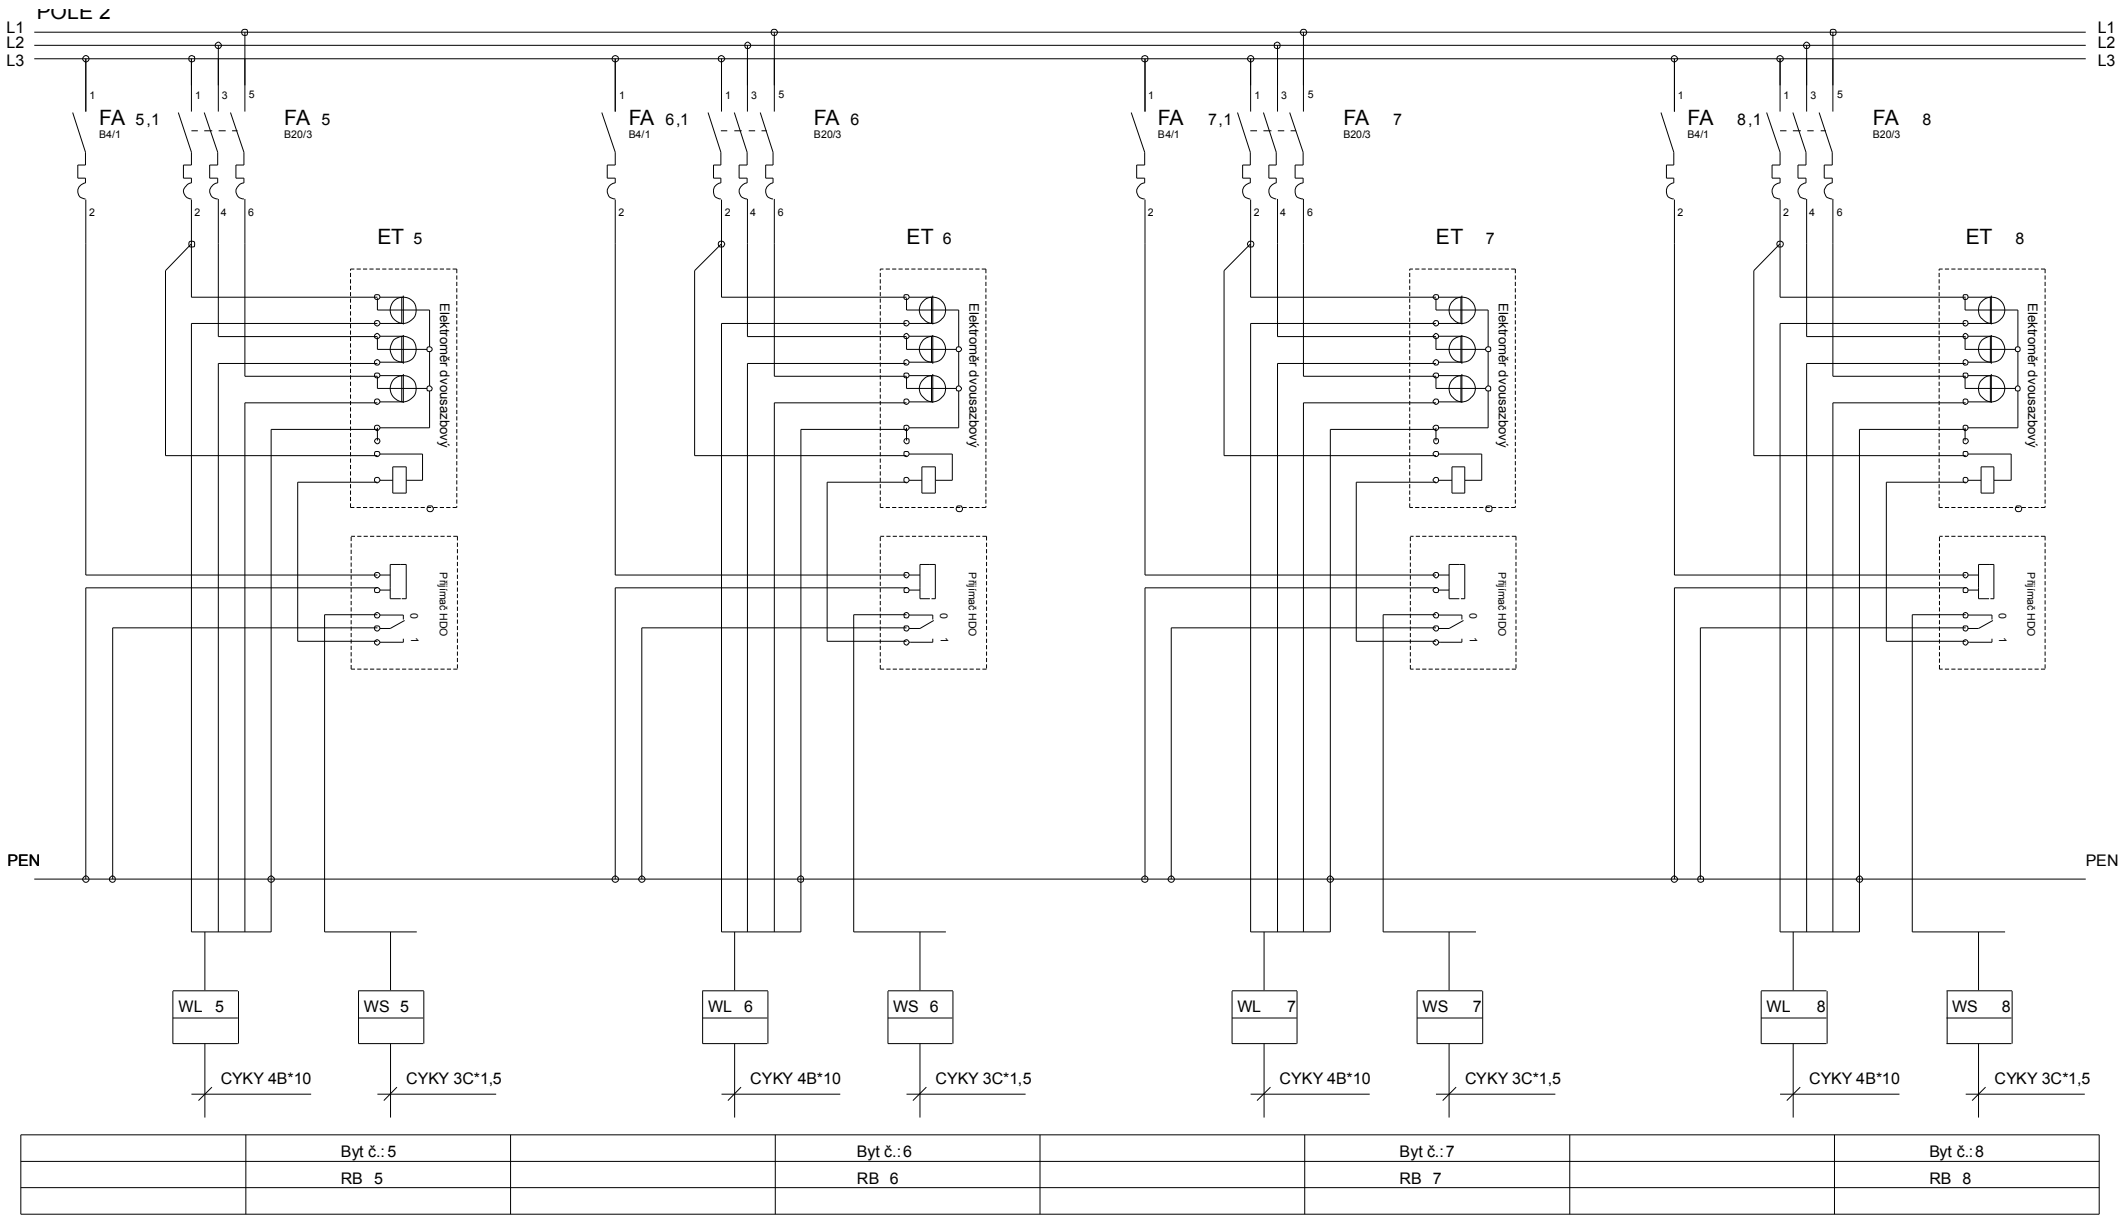 POLE 2
L1 L1
L2 L2
L3 L3
1 1 3 5 1 1 3 5 1 1 3 5 1 1 3 5
FA 5,1 FA 5 FA 6,1 FA 6 FA 7,1 FA 7 FA 8,1 FA 8
B4/1 B20/3 B4/1 B20/3 B4/1 B20/3 B4/1 B20/3
2 2 4 6 2 2 4 6 2 2 4 6 2 2 4 6
ET 5 ET 6 ET 7 ET 8
Elektroměr dvousazbový Elektroměr dvousazbový Elektroměr dvousazbový Elektroměr dvousazbový
Přijímač HDO Přijímač HDO Přijímač HDO Přijímač HDO
0 0 0 0
1 1 1 1
PEN PEN
WL 5 WS 5 WL 6 WS 6 WL 7 WS 7 WL 8 WS 8
CYKY 4B*10 CYKY 3C*1,5 CYKY 4B*10 CYKY 3C*1,5 CYKY 4B*10 CYKY 3C*1,5 CYKY 4B*10 CYKY 3C*1,5
Byt č.:5 Byt č.:6 Byt č.:7 Byt č.:8
RB 5 RB 6 RB 7 RB 8